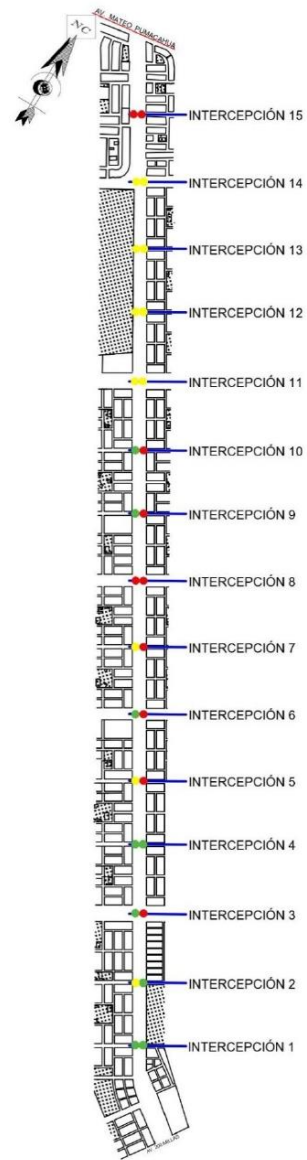 AV. MATEO PUMACAHUA
NC
INTERCEPCIÓN 15
INTERCEPCIÓN 14
INTERCEPCIÓN 13
INTERCEPCIÓN 12
INTERCEPCIÓN 11
INTERCEPCIÓN 10
INTERCEPCIÓN 9
INTERCEPCIÓN 8
INTERCEPCIÓN 7
INTERCEPCIÓN 6
INTERCEPCIÓN 5
INTERCEPCIÓN 4
INTERCEPCIÓN 3
INTERCEPCIÓN 2
INTERCEPCIÓN 1
AV.